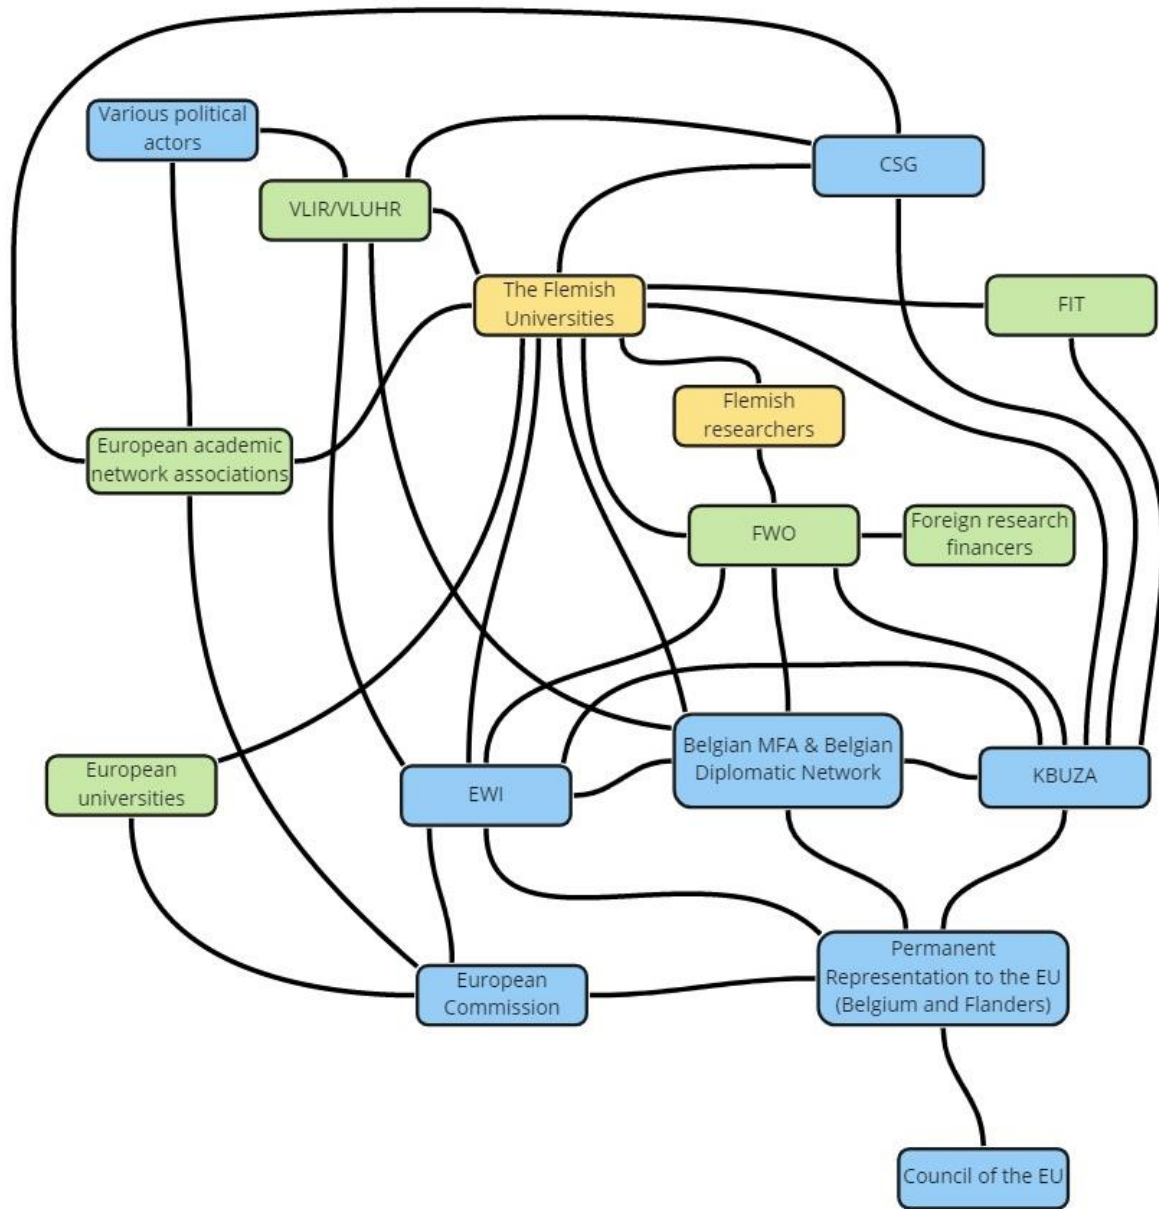 Various political
actors
CSG
VLIR/VLUHR
The Flemish
Universities
FIT
Flemish
researchers
European academic
network associations
FWO
Foreign research
financers
Belgian MFA & Belgian
Diplomatic Network
European
universities
EWI
KBUZA
Permanent
Representation to the EU
(Belgium and Flanders)
European
Commission
Council of the EU